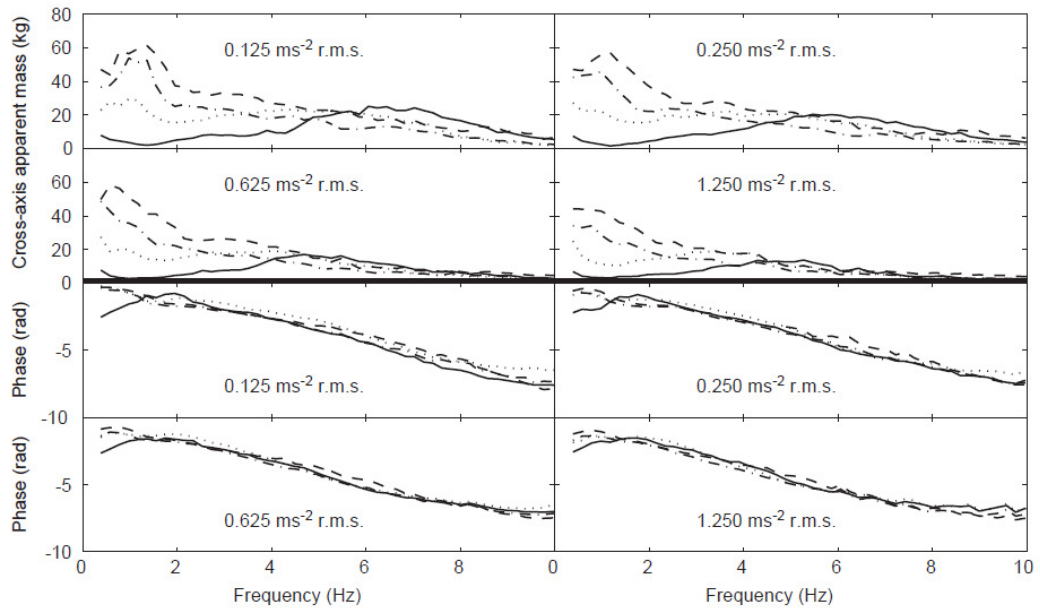 80
60
40
20
0
Cross-axis apparent mass (kg)
0.125 ms-2 r.m.s.
0.250 ms-2 r.m.s.
60
40
20
0
0.625 ms-2 r.m.s.
1.250 ms-2 r.m.s.
0
-5
-10
Phase (rad)
0.125 ms-2 r.m.s.
0.250 ms-2 r.m.s.
-5
-10
Phase (rad)
0.625 ms-2 r.m.s.
1.250 ms-2 r.m.s.
0 2 4 6 8 0 2 4 6 8 10
Frequency (Hz) Frequency (Hz)